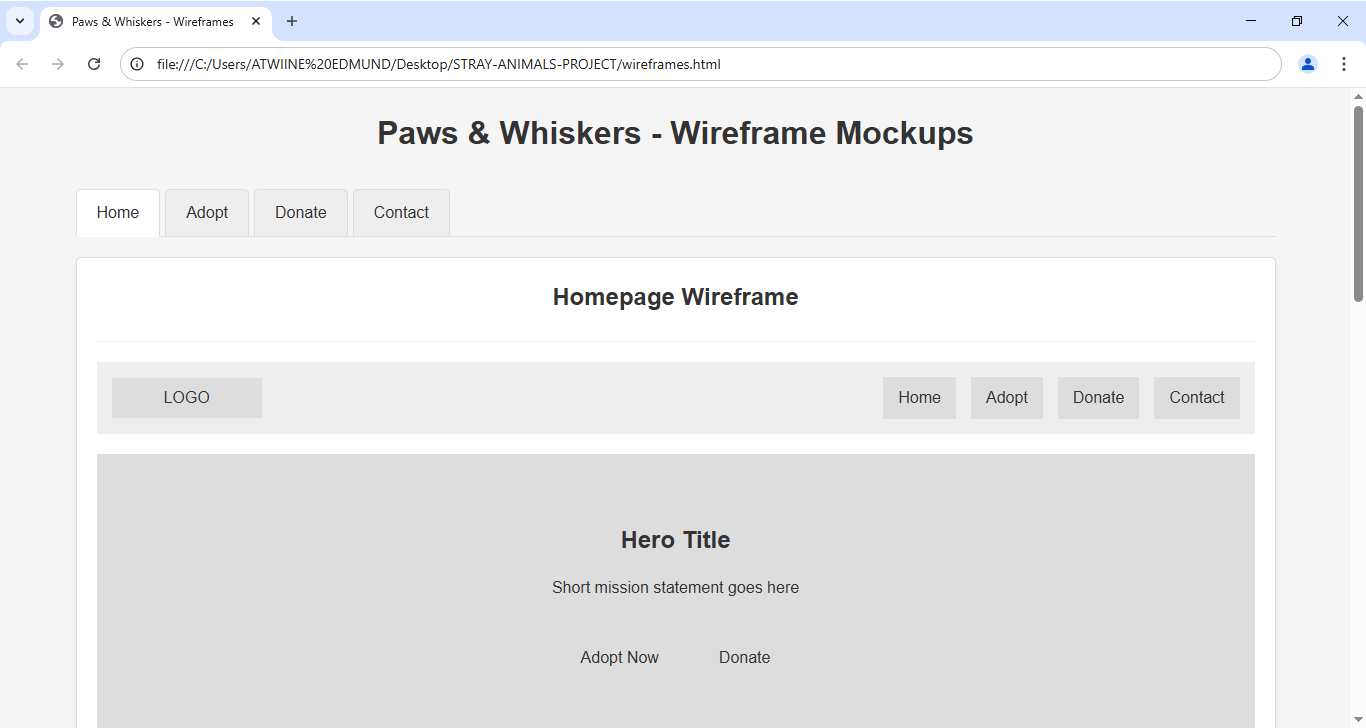 Paws & Whiskers - Wireframes
file:///C:/Users/ATWIINE%20EDMUND/Desktop/STRAY-ANIMALS-PROJECT/wireframes.html
Paws & Whiskers - Wireframe Mockups
Home Adopt Donate Contact
Homepage Wireframe
LOGO Home Adopt Donate Contact
Hero Title
Short mission statement goes here
Adopt Now Donate